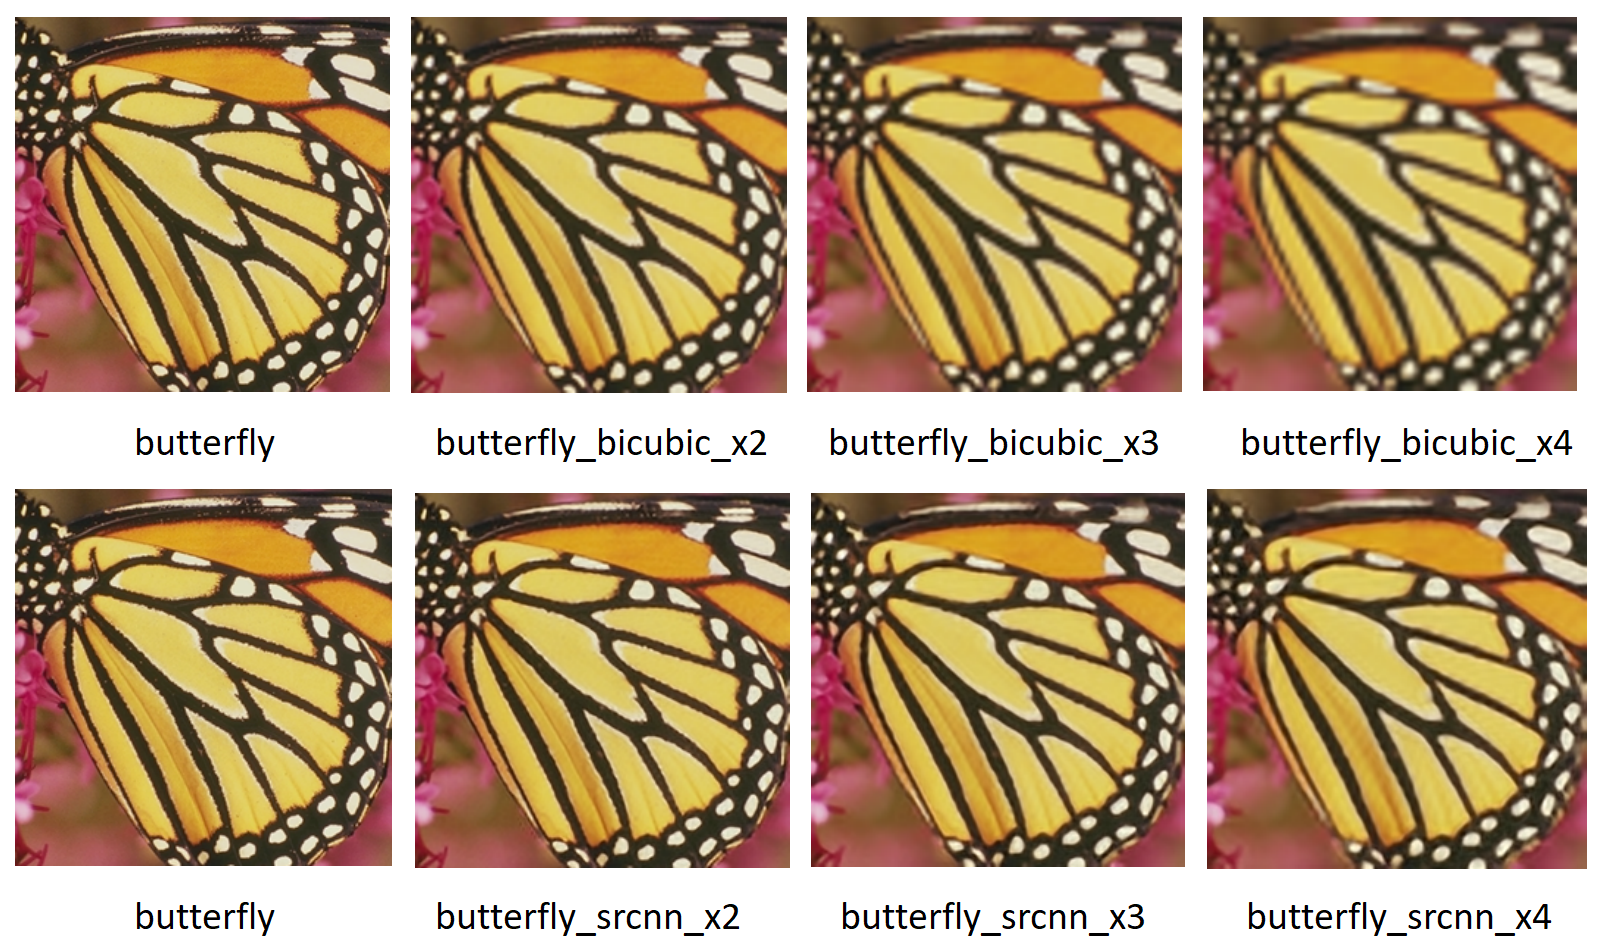 butterfly
butterfly_bicubic_x2
butterfly_bicubic_x3
butterfly_bicubic_x4
butterfly
butterfly_srcnn_x2
butterfly_srcnn_x3
butterfly_srcnn_x4